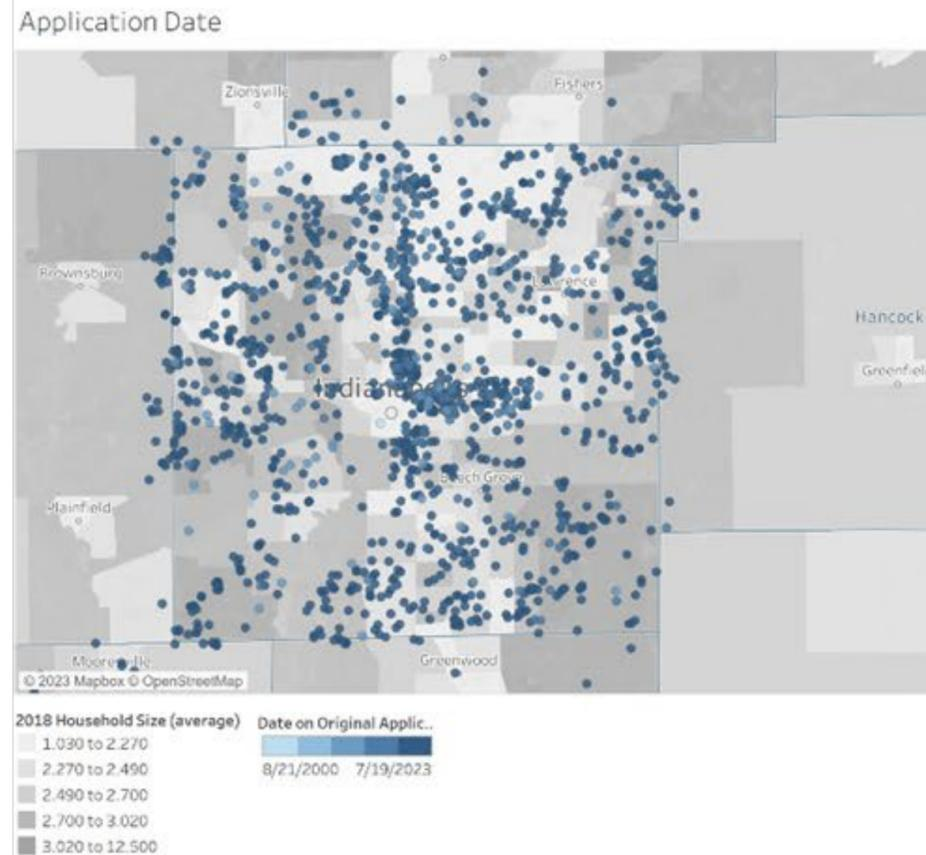 Application Date
Zionsville
Fishers
Brownsburg
Lawrence
Hancock
Indianapolis
Beech Grove
Plainfield
Mooresville
Greenwood
© 2023 Mapbox © OpenStreetMap
2018 Household Size (average)
1.030 to 2.270
2.270 to 2.490
2.490 to 2.700
2.700 to 3.020
3.020 to 12.500
Date on Original Applic..
8/21/2000 7/19/2023